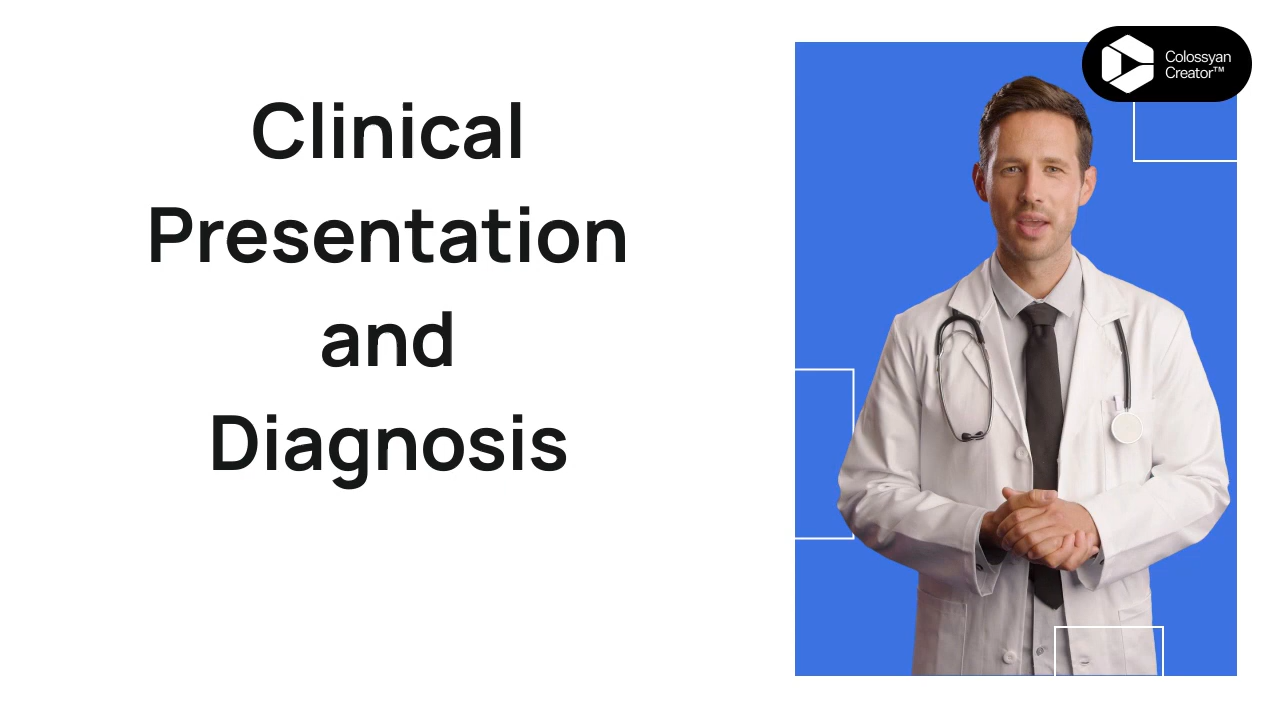 Clinical
Presentation
and
Diagnosis
Colossyan
Creator™